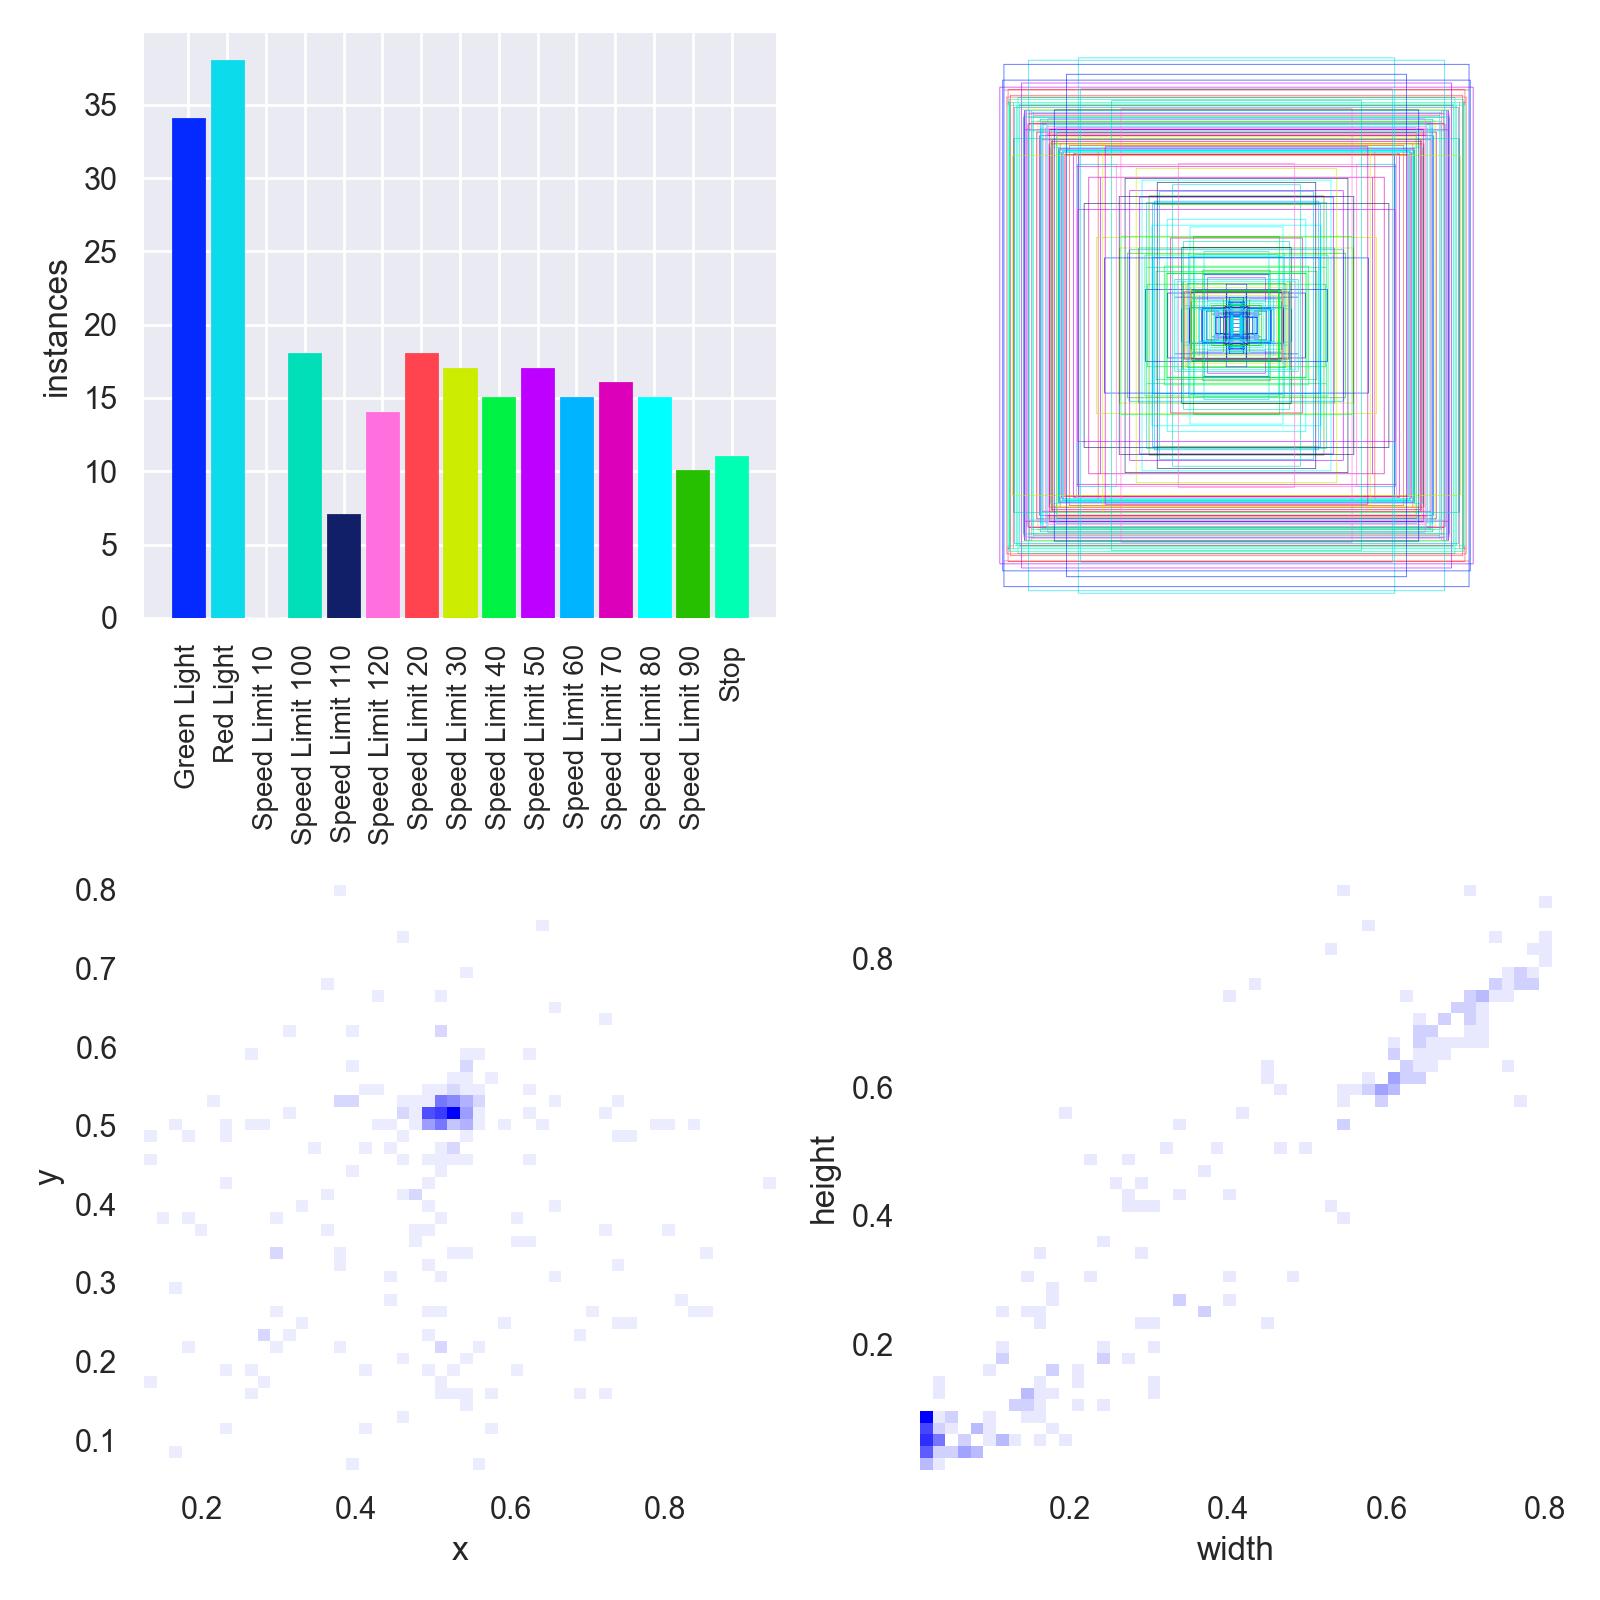 35
30
25
20
15
10
5
0
instances
Green Light
Red Light
Speed Limit 10
Speed Limit 100
Speed Limit 110
Speed Limit 120
Speed Limit 20
Speed Limit 30
Speed Limit 40
Speed Limit 50
Speed Limit 60
Speed Limit 70
Speed Limit 80
Speed Limit 90
Stop
0.8
0.7
0.6
0.5
0.4
0.3
0.2
0.1
y
0.2 0.4 0.6 0.8
x
0.8
0.6
0.4
0.2
height
0.2 0.4 0.6 0.8
width